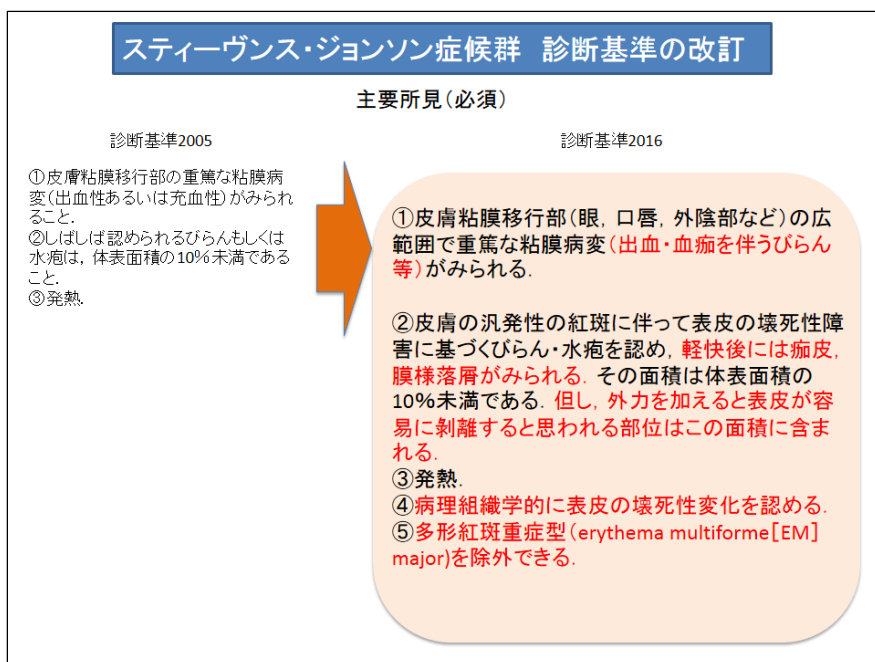 スティーヴンス・ジョンソン症候群 診断基準の改訂
主要所見(必須)
診断基準2005
①皮膚粘膜移行部の重篤な粘膜病
変(出血性あるいは充血性)がみら
れること.
②しばしば認められるびらんもしくは
水疱は,体表面積の10%未満である
こと.
③発熱.
診断基準2016
①皮膚粘膜移行部(眼,口唇,外陰部など)の広
範囲で重篤な粘膜病変(出血・血痂を伴うびらん
等)がみられる.
②皮膚の汎発性の紅斑に伴って表皮の壊死性障
害に基づくびらん・水疱を認め,軽快後には痂皮,
膜様落屑がみられる.その面積は体表面積の
10%未満である.但し,外力を加えると表皮が容
易に剝離すると思われる部位はこの面積に含ま
れる.
③発熱.
④病理組織学的に表皮の壊死性変化を認める.
⑤多形紅斑重症型(erythema multiforme[EM]
major)を除外できる.